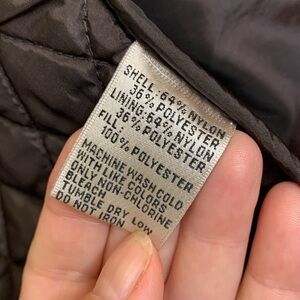 SHELL: 64% NYLON
36% POLYESTER
LINING: 64% NYLON
36% POLYESTER
FILL:
100% POLYESTER
MACHINE WASH COLD
WITH LIKE COLORS
ONLY NON-CHLORINE
BLEACH
TUMBLE DRY LOW
DO NOT IRON